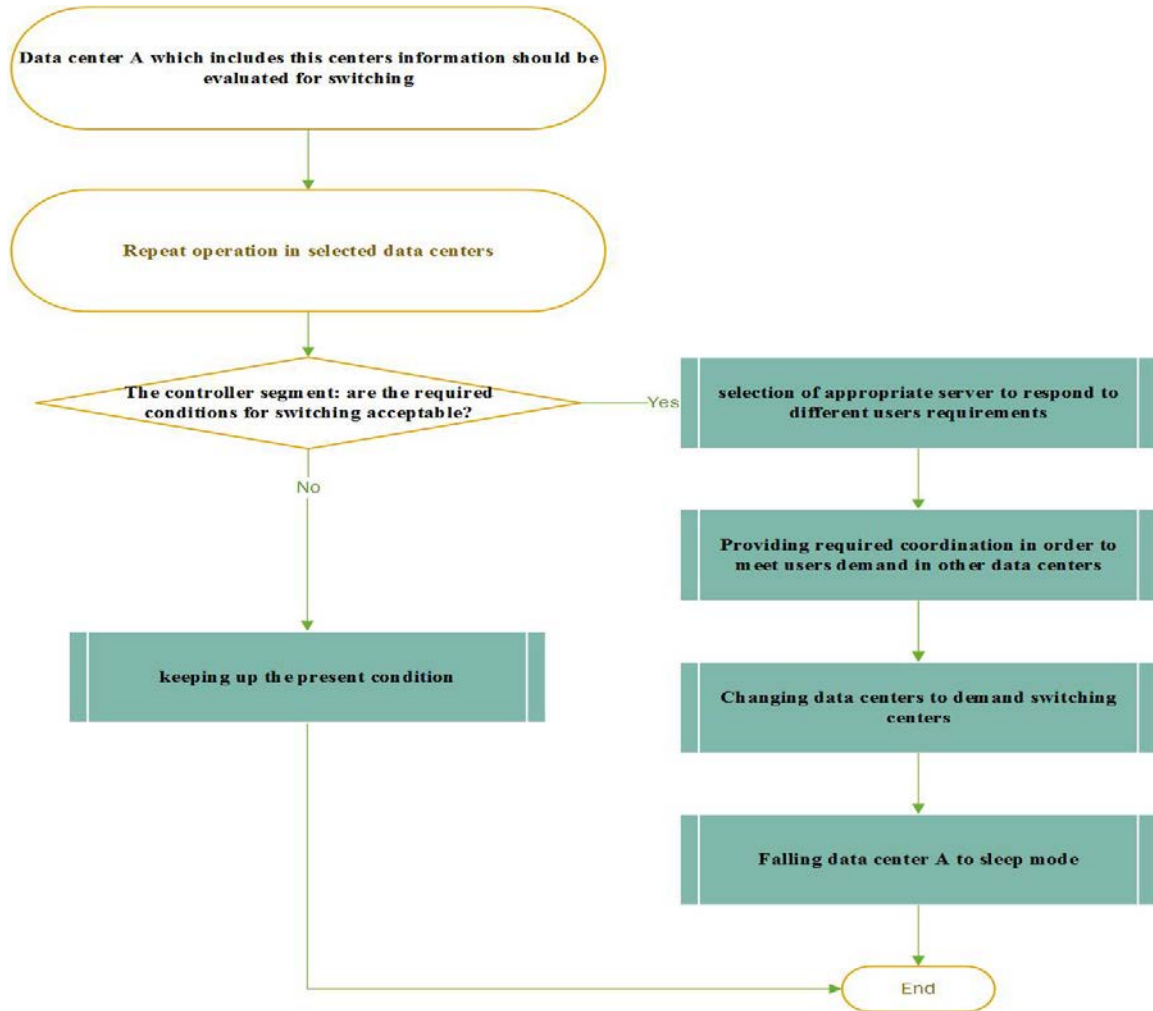 Data center A which includes this centers information should be
evaluated for switching
Repeat operation in selected data centers
The controller segment: are the required
conditions for switching acceptable?
Yes
selection of appropriate server to respond to
different users requirements
No
Providing required coordination in order to
meet users demand in other data centers
keeping up the present condition
Changing data centers to demand switching
centers
Falling data center A to sleep mode
End